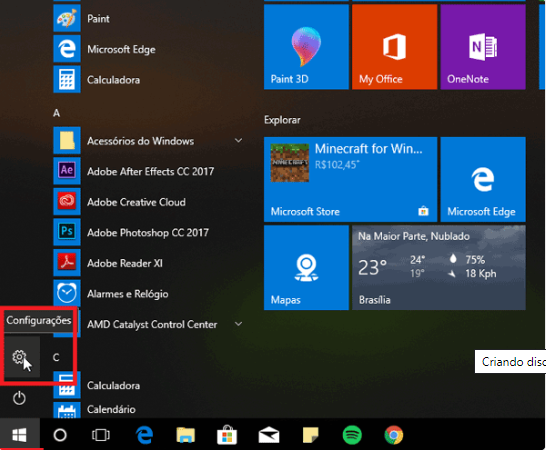 Paint
Microsoft Edge
Calculadora
A
Acessórios do Windows
Ae
Adobe After Effects CC 2017
Adobe Creative Cloud
Ps
Adobe Photoshop CC 2017
Adobe Reader XI
Alarmes e Relógio
AMD Catalyst Control Center
Configurações
C
Calculadora
Calendário
Paint 3D
My Office
N
OneNote
Explorar
Minecraft for Win...
R$102,45⁺
Microsoft Store
Microsoft Edge
Mapas
Na Maior Parte, Nublado
23° 24° 75%
19° 18 Kph
Brasília
Criando disc